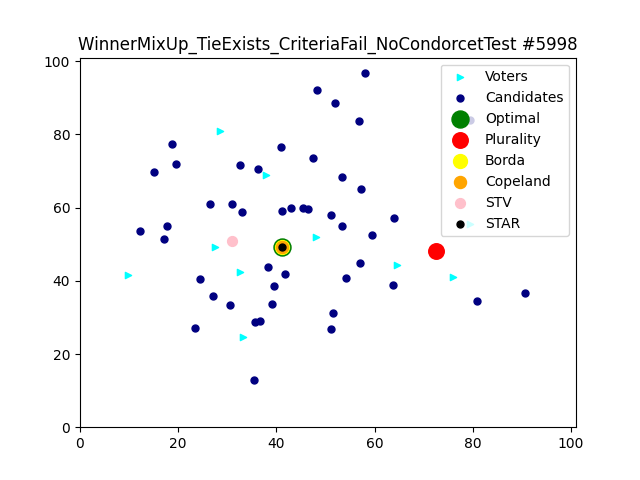 WinnerMixUp_TieExists_CriteriaFail_NoCondorcetTest #5998
100
80
60
40
20
0
0 20 40 60 80 100
Voters
Candidates
Optimal
Plurality
Borda
Copeland
STV
STAR